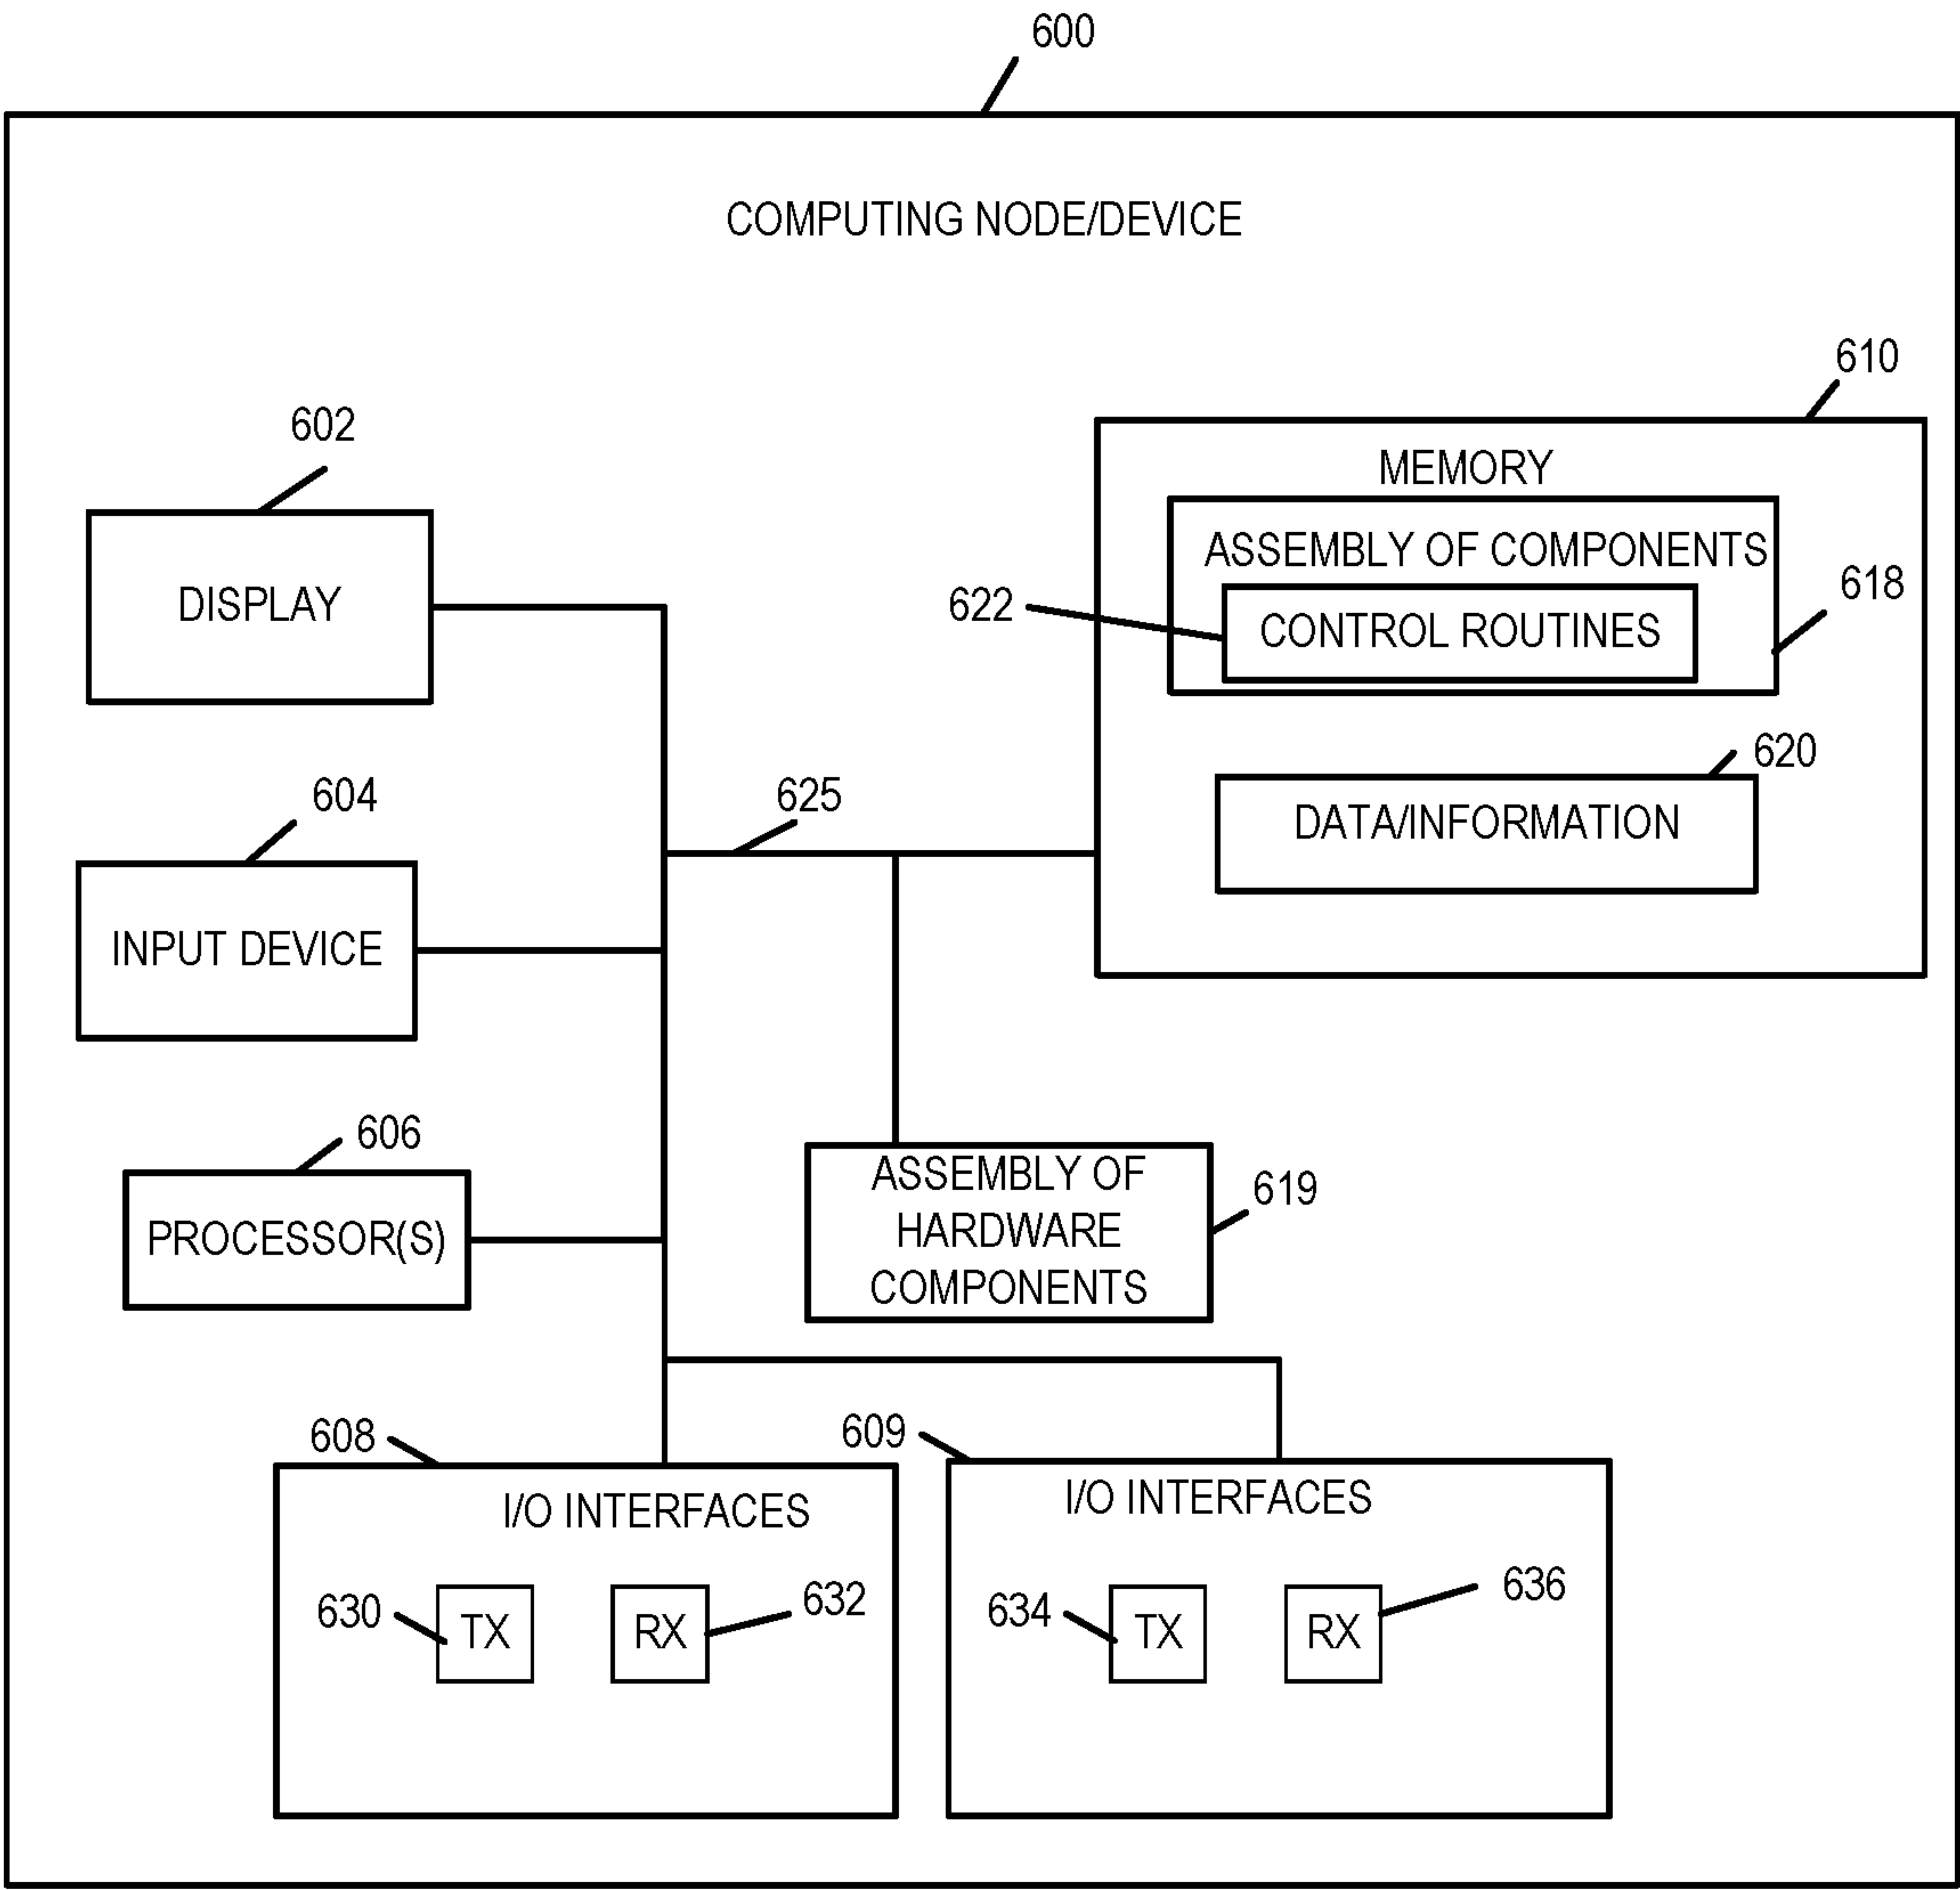 600
COMPUTING NODE/DEVICE
610
602
MEMORY
ASSEMBLY OF COMPONENTS
618
622
CONTROL ROUTINES
DISPLAY
620
604
625
DATA/INFORMATION
INPUT DEVICE
606
ASSEMBLY OF
HARDWARE
COMPONENTS
619
PROCESSOR(S)
608
609
I/O INTERFACES
I/O INTERFACES
630
TX
RX
632
634
TX
RX
636